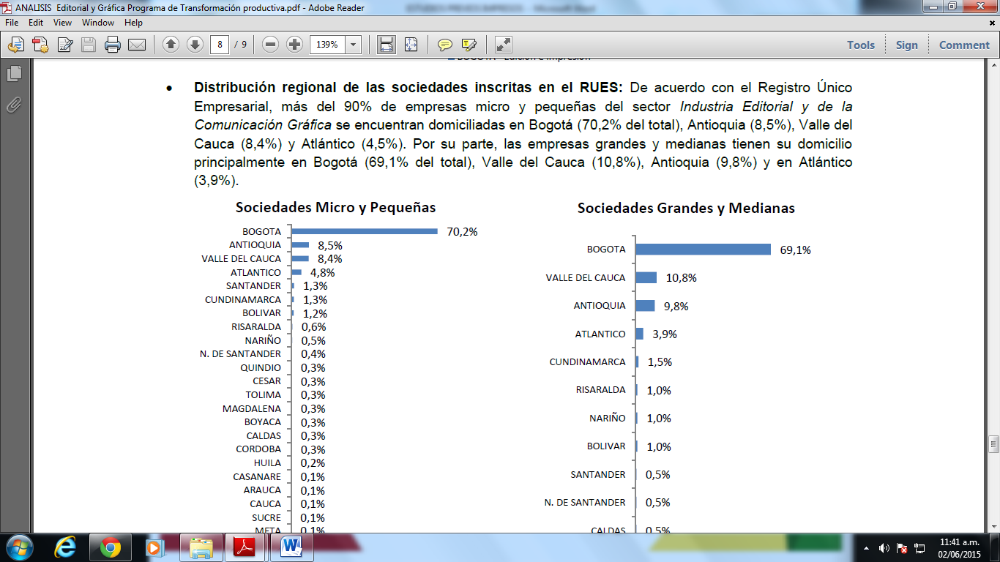 ANALISIS Editorial y Gráfica Programa de Transformación productiva.pdf - Adobe Reader
File Edit View Window Help
8 / 9 139% Tools Sign Comment
• Distribución regional de las sociedades inscritas en el RUES: De acuerdo con el Registro Único
Empresarial, más del 90% de empresas micro y pequeñas del sector Industria Editorial y de la
Comunicación Gráfica se encuentran domiciliadas en Bogotá (70,2% del total), Antioquia (8,5%), Valle del
Cauca (8,4%) y Atlántico (4,5%). Por su parte, las empresas grandes y medianas tienen su domicilio
principalmente en Bogotá (69,1% del total), Valle del Cauca (10,8%), Antioquia (9,8%) y en Atlántico
(3,9%).
Sociedades Micro y Pequeñas
BOGOTA 70,2%
ANTIOQUIA 8,5%
VALLE DEL CAUCA 8,4%
ATLANTICO 4,8%
SANTANDER 1,3%
CUNDINAMARCA 1,3%
BOLIVAR 1,2%
RISARALDA 0,6%
NARIÑO 0,5%
N. DE SANTANDER 0,4%
QUINDIO 0,3%
CESAR 0,3%
TOLIMA 0,3%
MAGDALENA 0,3%
BOYACA 0,3%
CALDAS 0,3%
CORDOBA 0,3%
HUILA 0,2%
CASANARE 0,1%
ARAUCA 0,1%
CAUCA 0,1%
SUCRE 0,1%
META 0,1%
Sociedades Grandes y Medianas
BOGOTA 69,1%
VALLE DEL CAUCA 10,8%
ANTIOQUIA 9,8%
ATLANTICO 3,9%
CUNDINAMARCA 1,5%
RISARALDA 1,0%
NARIÑO 1,0%
BOLIVAR 1,0%
SANTANDER 0,5%
N. DE SANTANDER 0,5%
CALDAS 0,5%
11:41 a.m.
02/06/2015